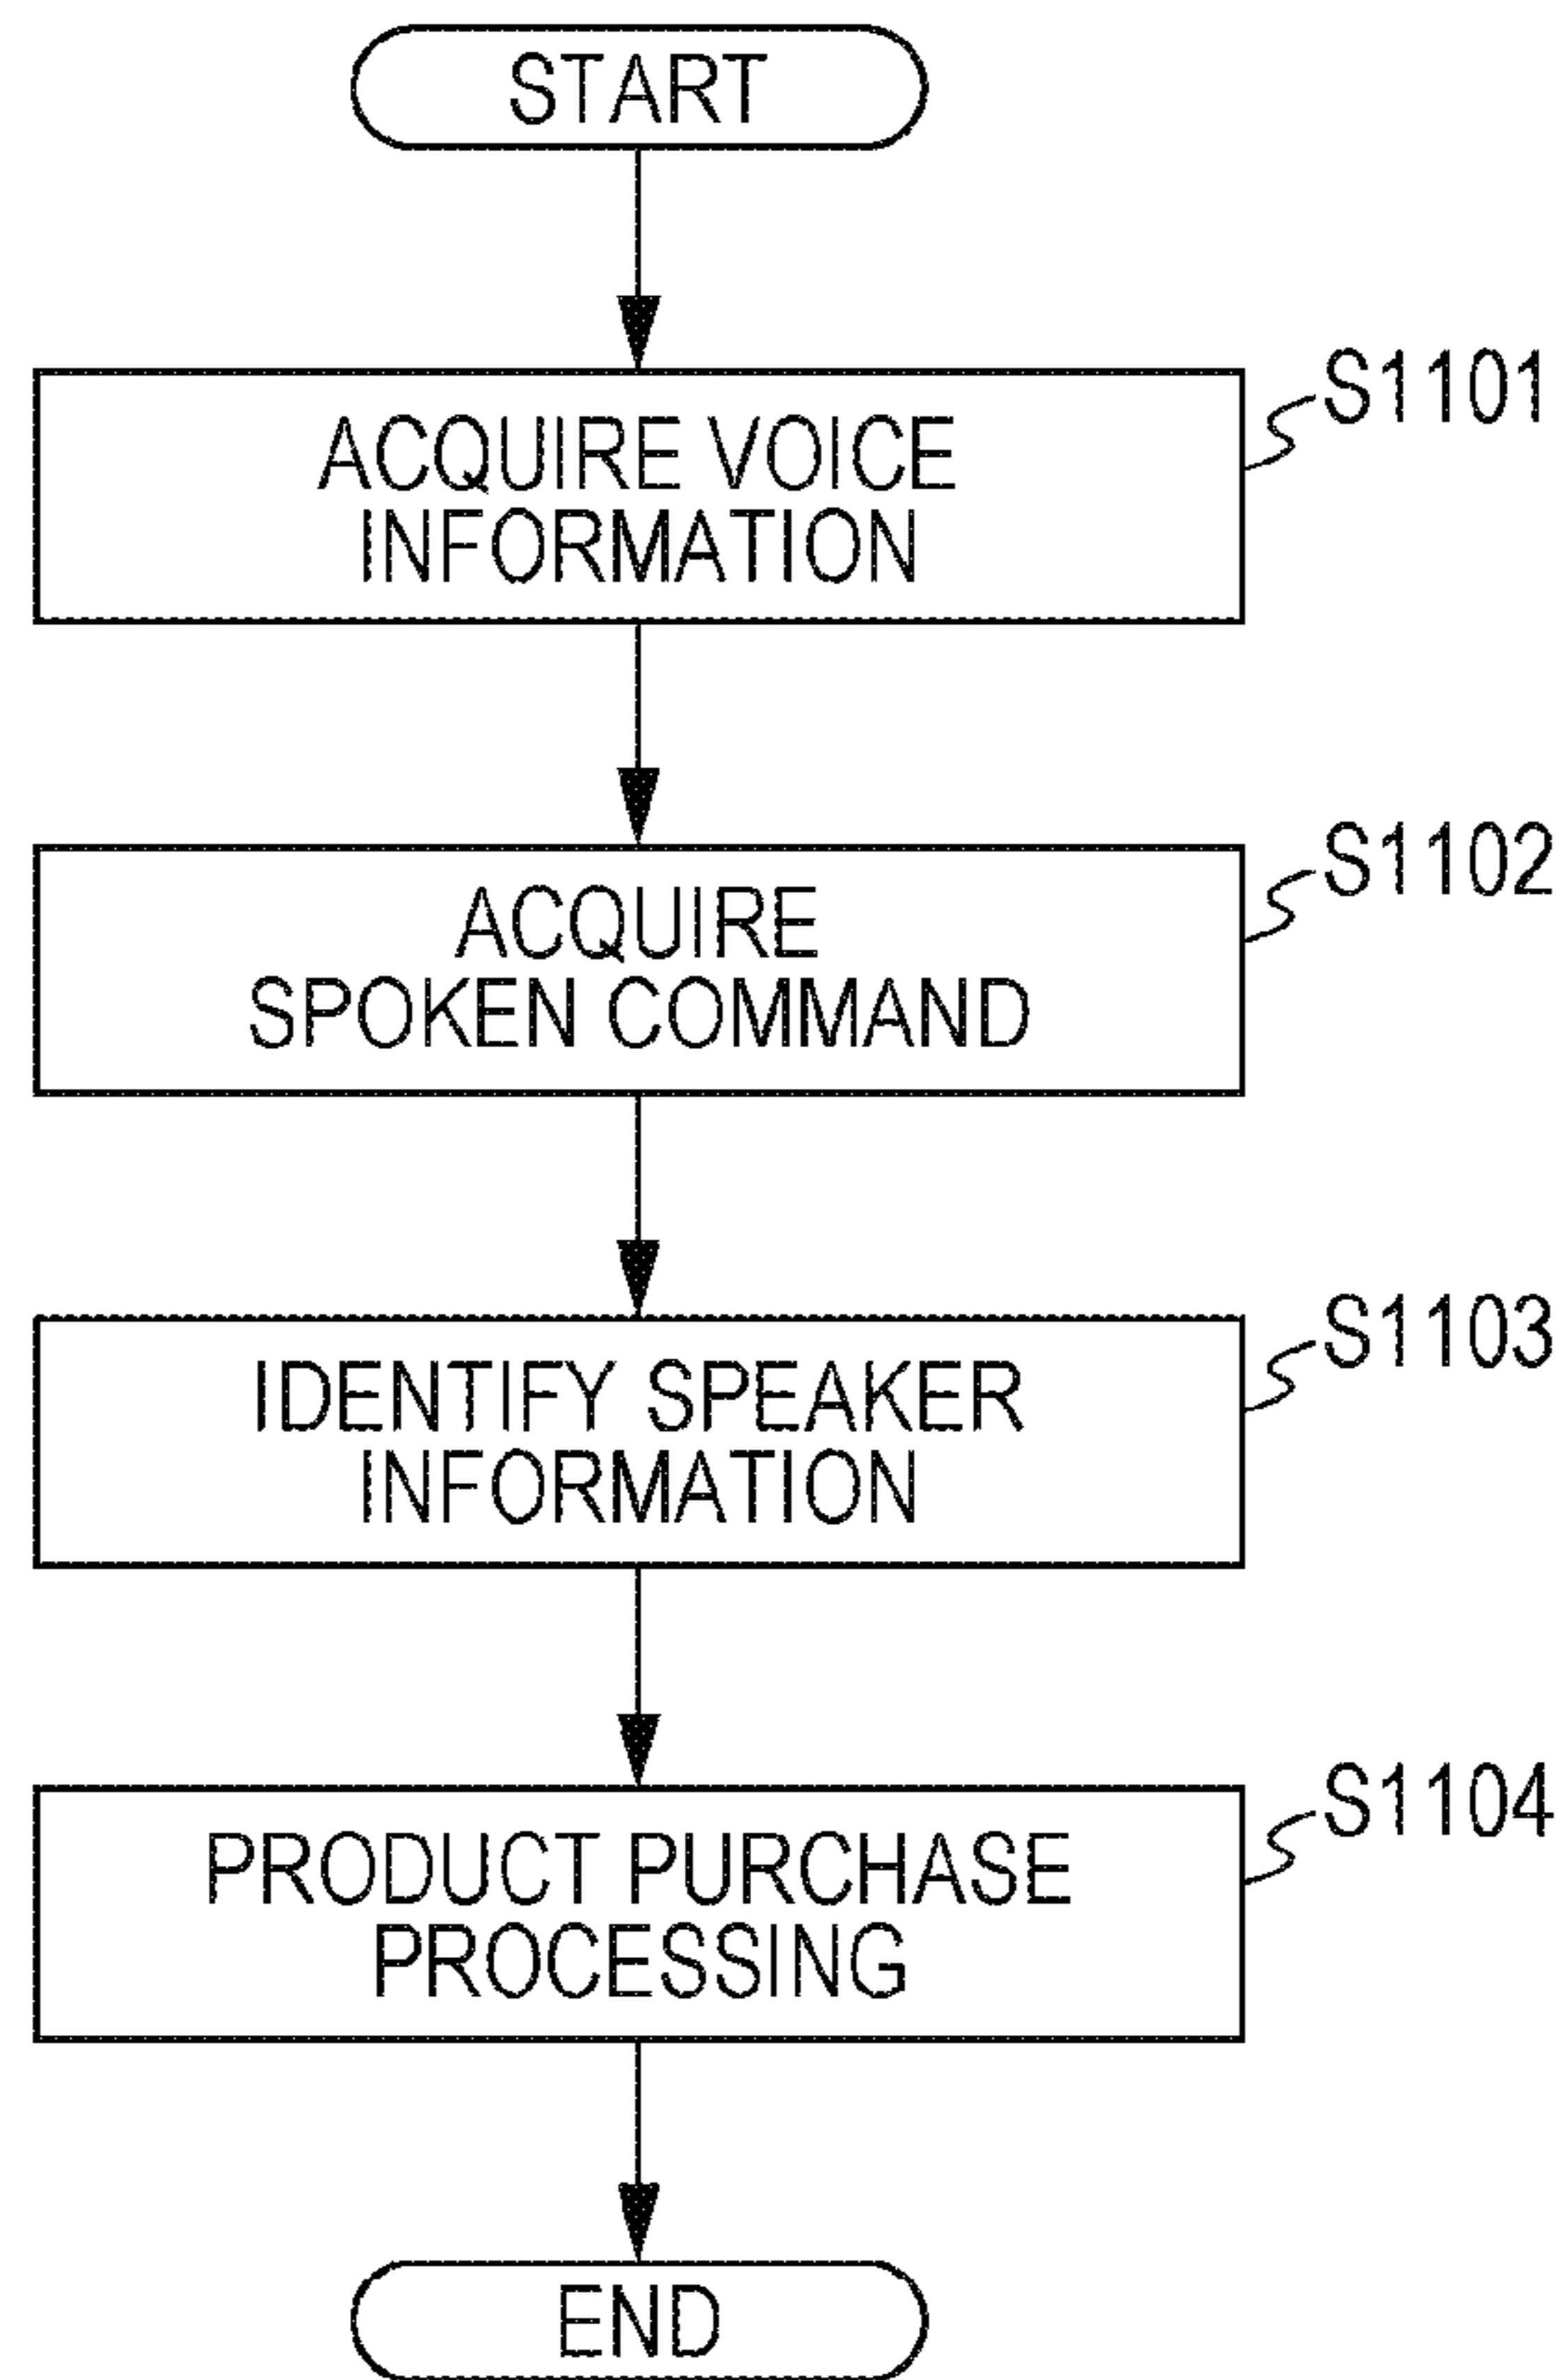 START
S1101
ACQUIRE VOICE
INFORMATION
S1102
ACQUIRE
SPOKEN COMMAND
S1103
IDENTIFY SPEAKER
INFORMATION
S1104
PRODUCT PURCHASE
PROCESSING
END